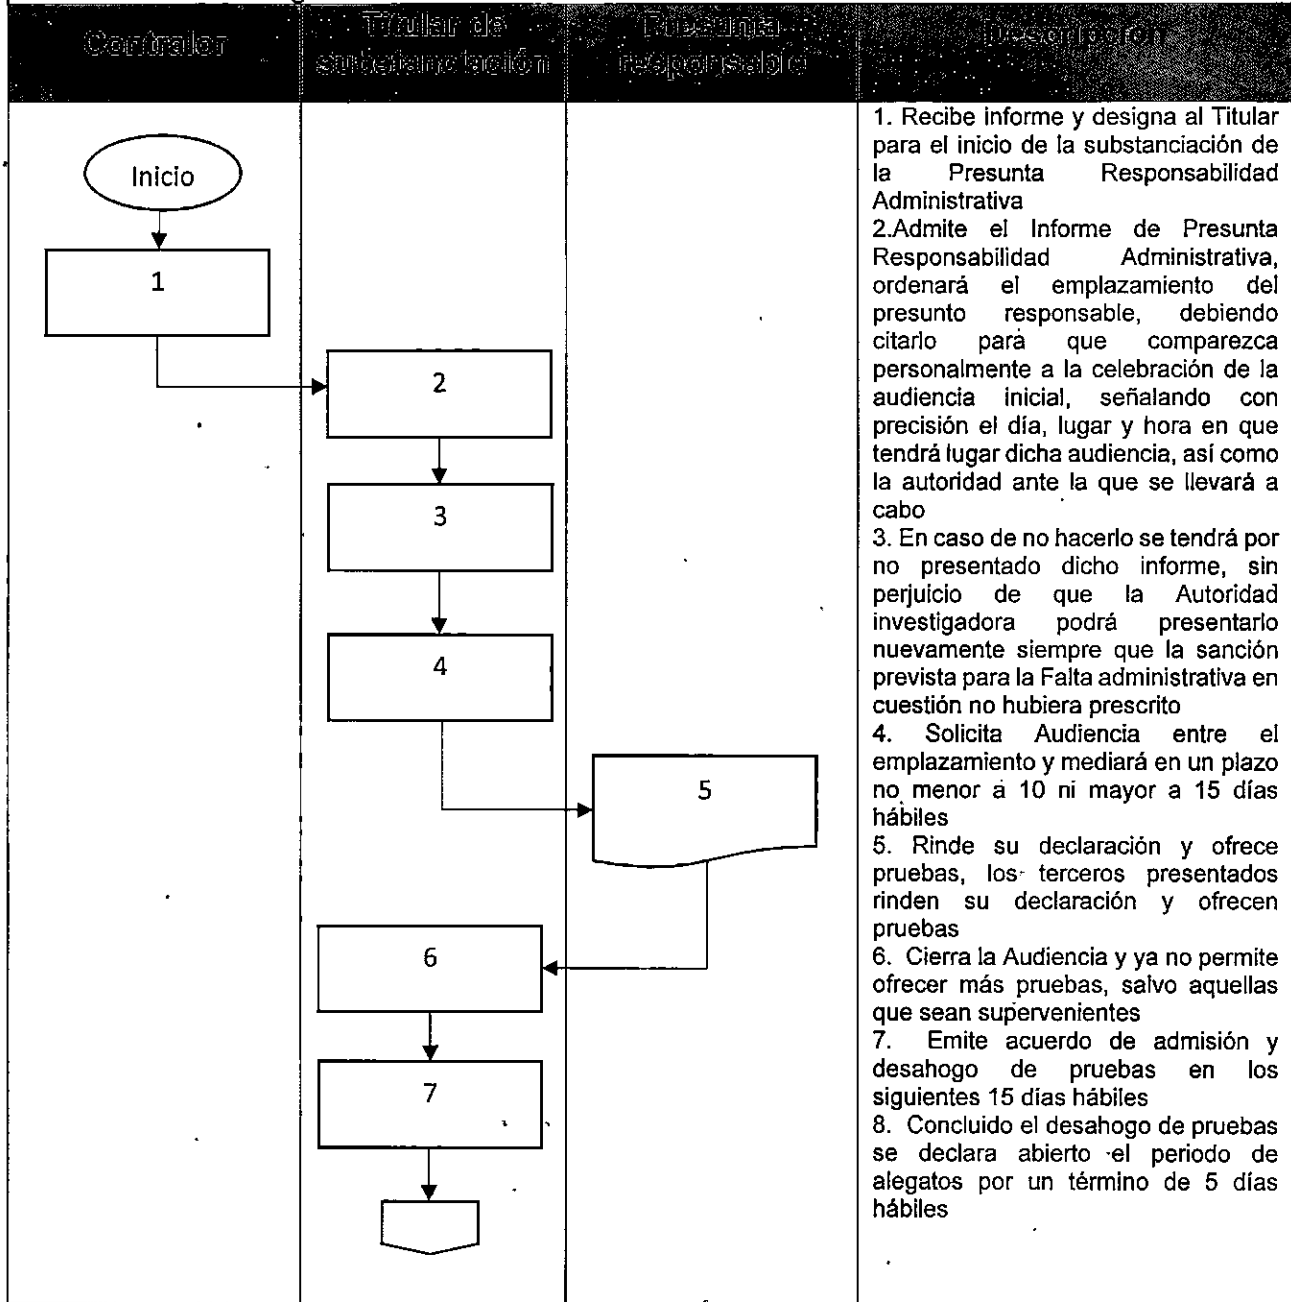 Contralor
Titular de
substanciación
Presunta
responsable
Descripción
Inicio
1
2
3
4
5
6
7
1. Recibe informe y designa al Titular
para el inicio de la substanciación de
la Presunta Responsabilidad
Administrativa
2.Admite el Informe de Presunta
Responsabilidad Administrativa,
ordenará el emplazamiento del
presunto responsable, debiendo
citarlo para que comparezca
personalmente a la celebración de la
audiencia inicial, señalando con
precisión el día, lugar y hora en que
tendrá lugar dicha audiencia, así como
la autoridad ante la que se llevará a
cabo
3. En caso de no hacerlo se tendrá por
no presentado dicho informe, sin
perjuicio de que la Autoridad
investigadora podrá presentarlo
nuevamente siempre que la sanción
prevista para la Falta administrativa en
cuestión no hubiera prescrito
4. Solicita Audiencia entre el
emplazamiento y mediará en un plazo
no menor a 10 ni mayor a 15 días
hábiles
5. Rinde su declaración y ofrece
pruebas, los terceros presentados
rinden su declaración y ofrecen
pruebas
6. Cierra la Audiencia y ya no permite
ofrecer más pruebas, salvo aquellas
que sean supervenientes
7. Emite acuerdo de admisión y
desahogo de pruebas en los
siguientes 15 días hábiles
8. Concluido el desahogo de pruebas
se declara abierto el periodo de
alegatos por un término de 5 días
hábiles